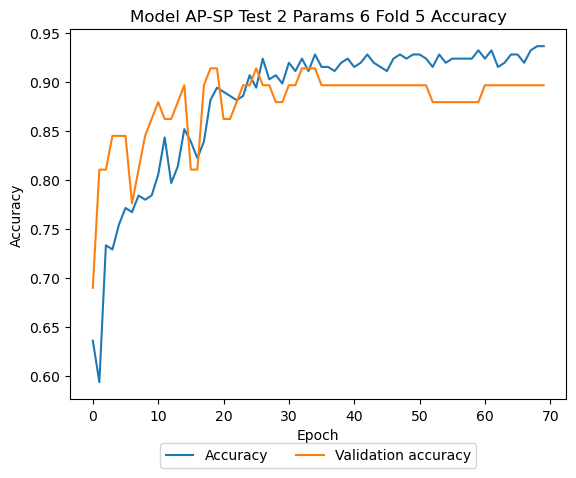 Model AP-SP Test 2 Params 6 Fold 5 Accuracy
0.95
0.90
0.85
0.80
0.75
0.70
0.65
0.60
Accuracy
0 10 20 30 40 50 60 70
Epoch
Accuracy Validation accuracy